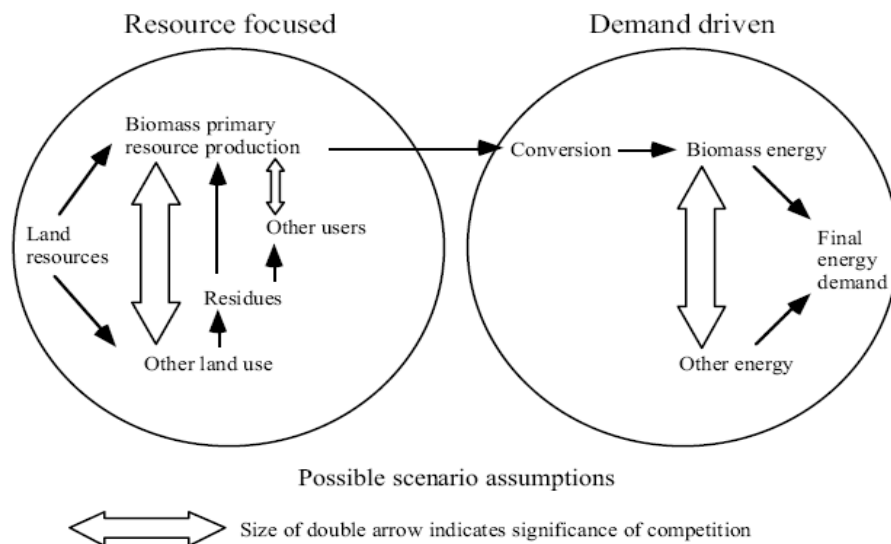 Resource focused
Demand driven
Biomass primary
resource production
Conversion
Biomass energy
Land
resources
Other users
Final
energy
demand
Residues
Other land use
Other energy
Possible scenario assumptions
Size of double arrow indicates significance of competition